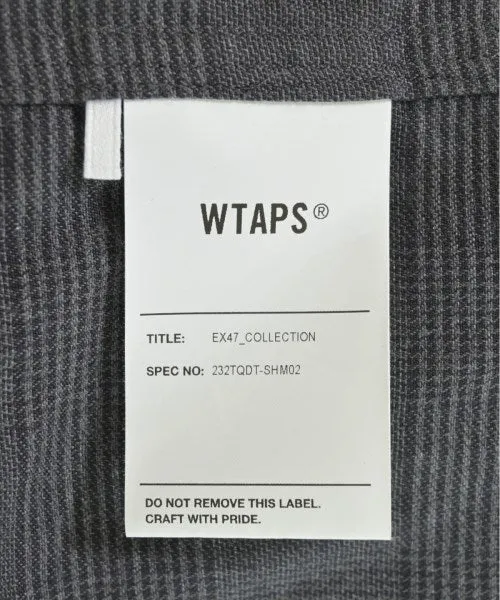 WTAPS®
TITLE: EX47_COLLECTION
SPEC NO: 232TQDT-SHM02
DO NOT REMOVE THIS LABEL.
CRAFT WITH PRIDE.